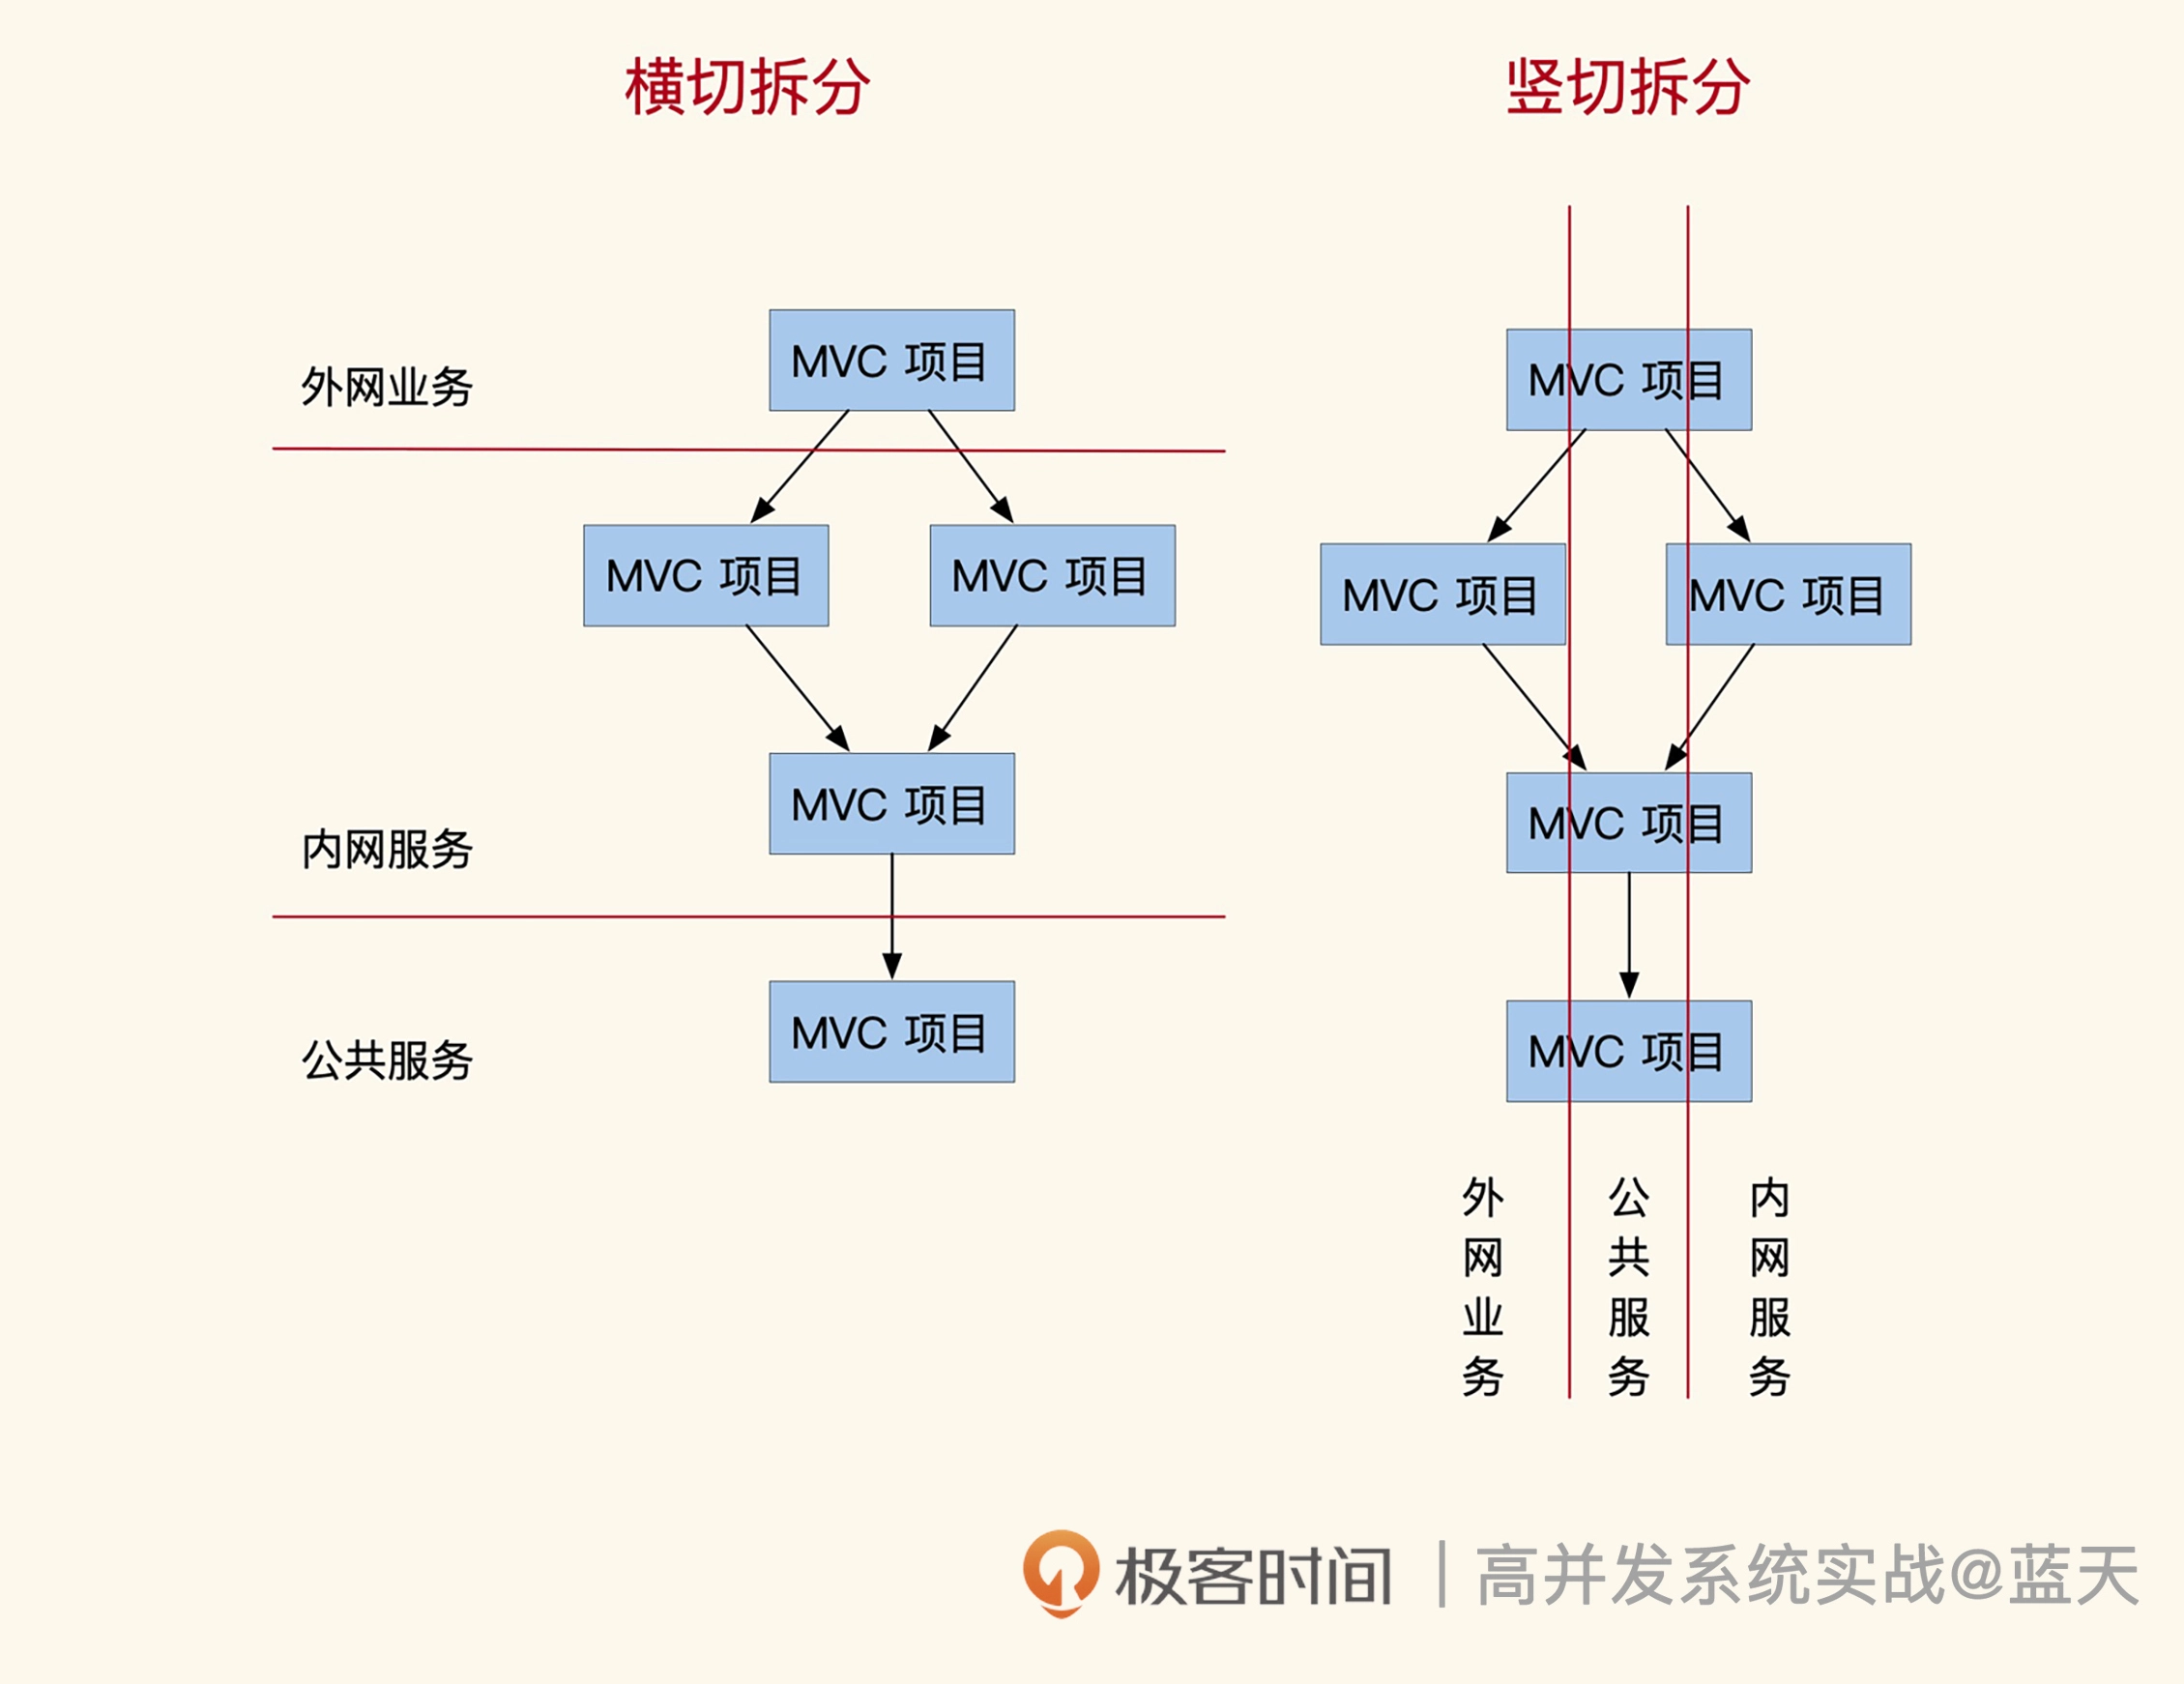 横切拆分
外网业务
MVC 项目
MVC 项目
MVC 项目
内网服务
MVC 项目
公共服务
MVC 项目
竖切拆分
MVC 项目
MVC 项目
MVC 项目
MVC 项目
MVC 项目
外网业务
公共服务
内网服务
极客时间 | 高并发系统实战@蓝天